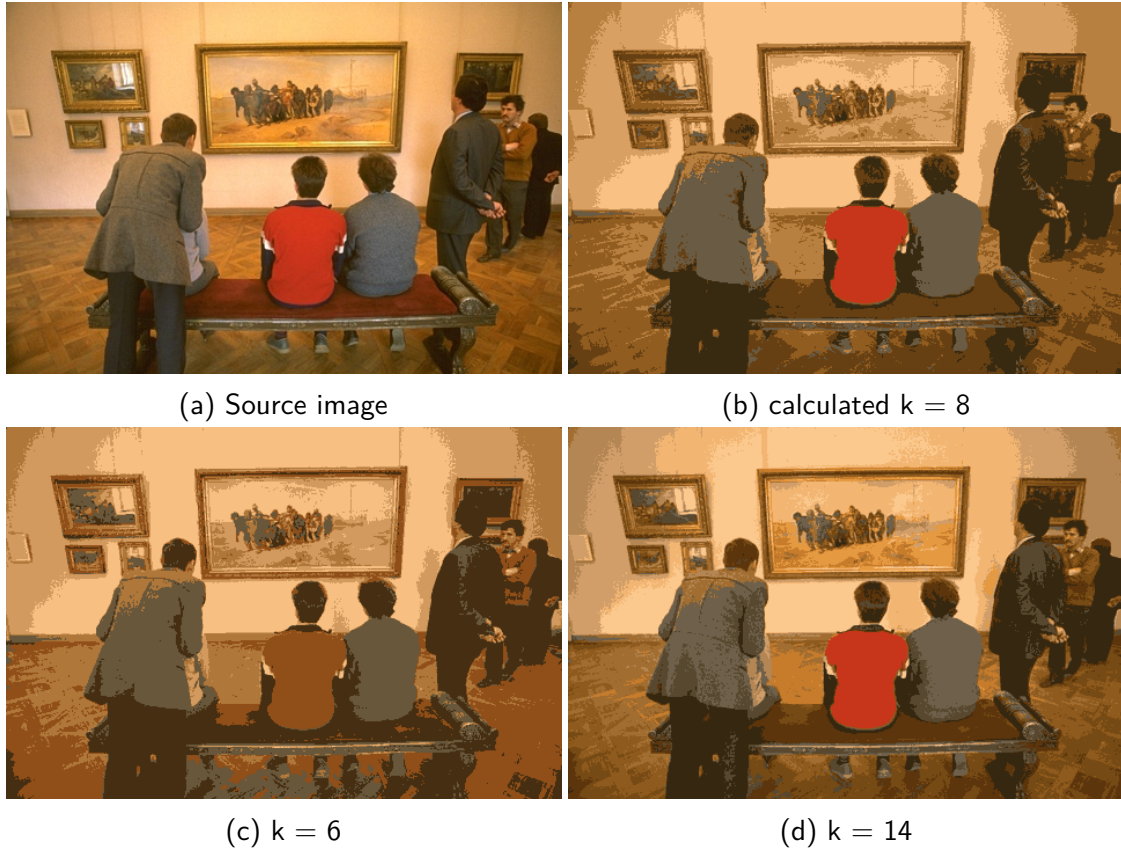 (a) Source image
(b) calculated k = 8
(c) k = 6
(d) k = 14